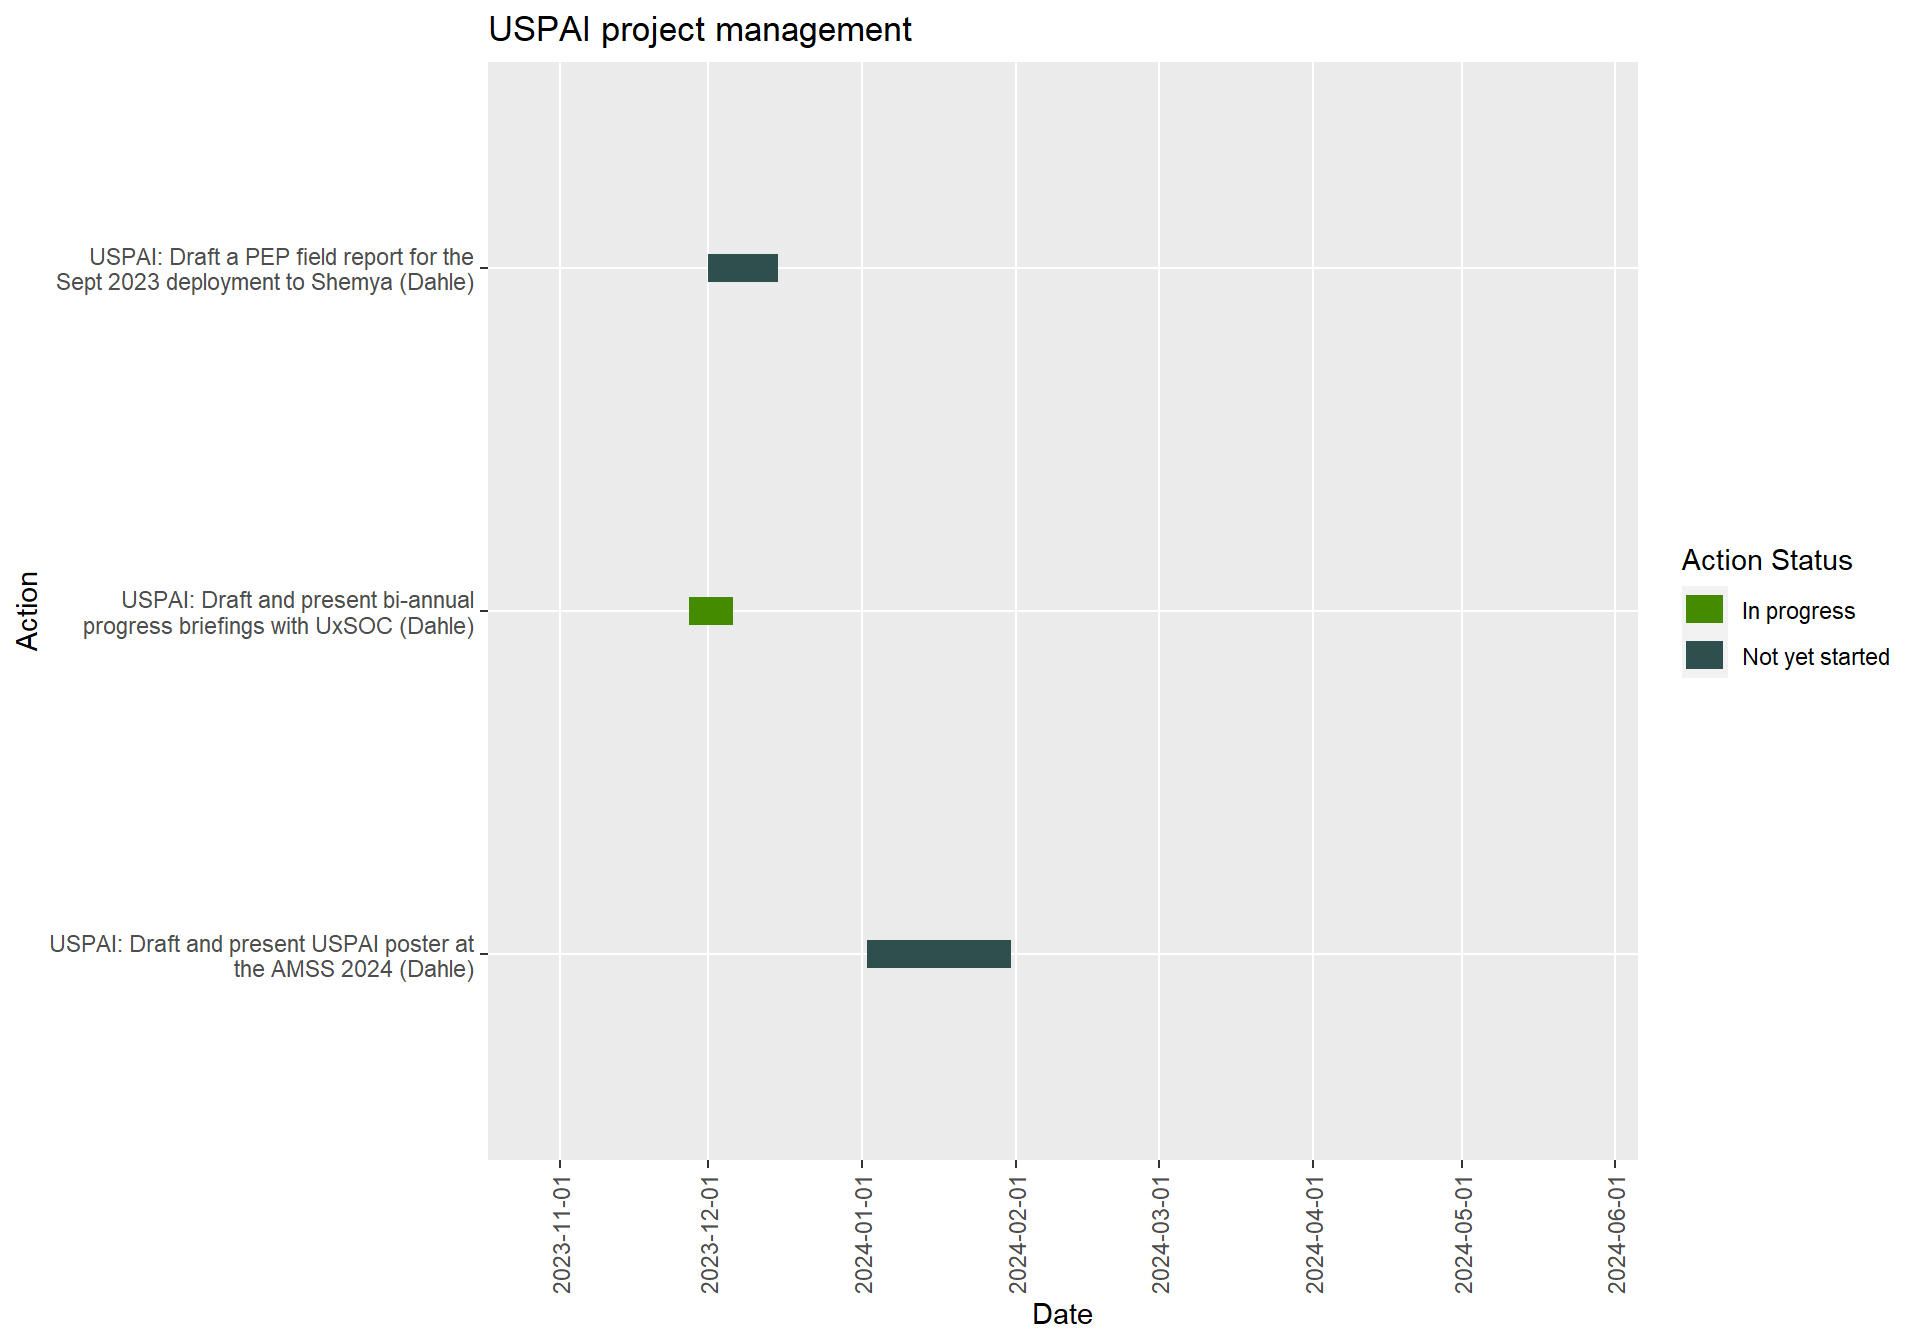 USPAI project management
USPAI: Draft a PEP field report for the
Sept 2023 deployment to Shemya (Dahle)
USPAI: Draft and present bi-annual
progress briefings with UxSOC (Dahle)
USPAI: Draft and present USPAI poster at
the AMSS 2024 (Dahle)
Action
2023-11-01
2023-12-01
2024-01-01
2024-02-01
2024-03-01
2024-04-01
2024-05-01
2024-06-01
Date
Action Status
In progress
Not yet started